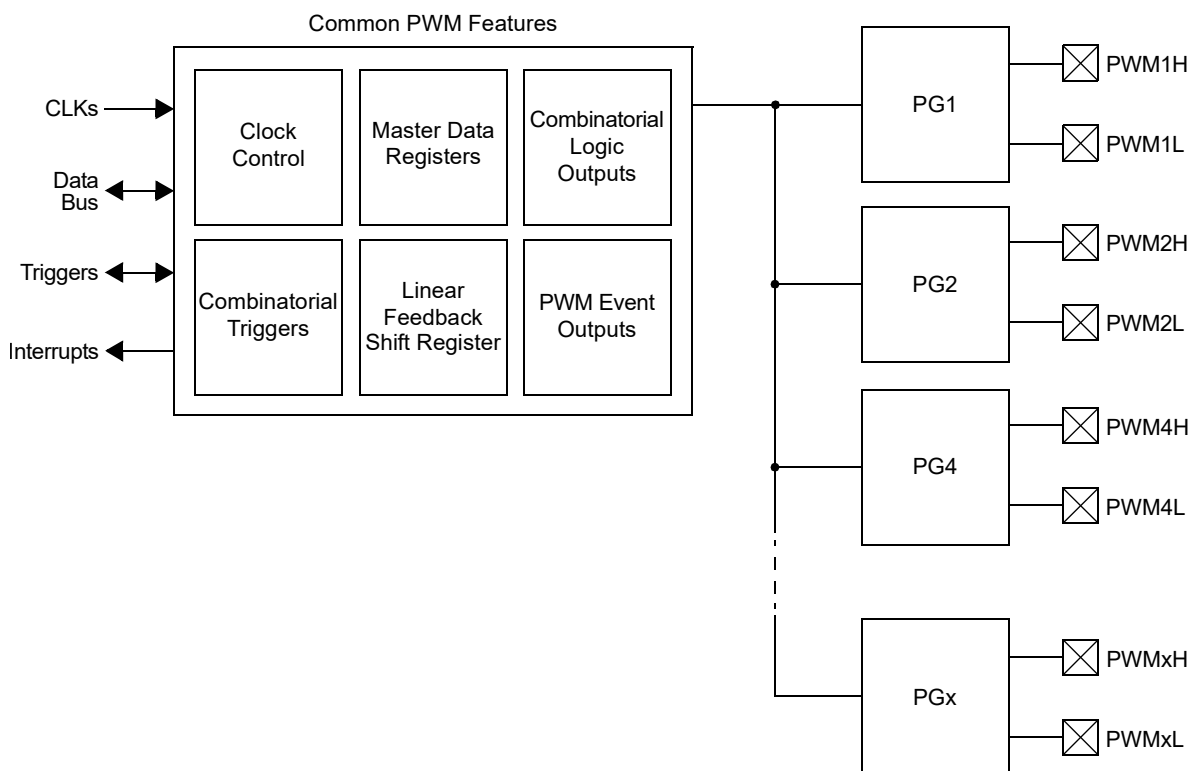 Common PWM Features
CLKs
Data
Bus
Triggers
Interrupts
Clock
Control
Master Data
Registers
Combinatorial
Logic
Outputs
Combinatorial
Triggers
Linear
Feedback
Shift Register
PWM Event
Outputs
PG1
PWM1H
PWM1L
PG2
PWM2H
PWM2L
PG4
PWM4H
PWM4L
PGx
PWMxH
PWMxL